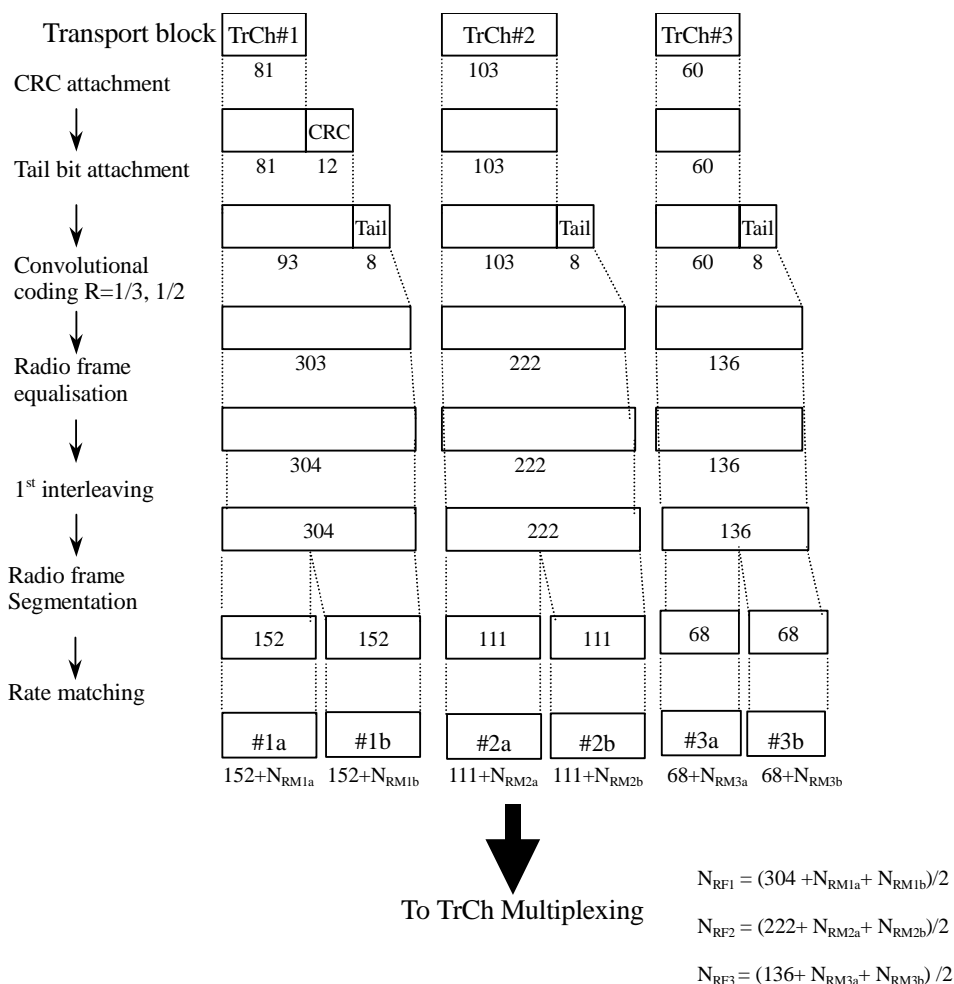 Transport block TrCh#1 TrCh#2 TrCh#3
81 103 60
CRC attachment
CRC
81 12 103 60
Tail bit attachment
Tail Tail Tail
93 8 103 8 60 8
Convolutional
coding R=1/3, 1/2
303 222 136
Radio frame
equalisation
304 222 136
1st interleaving
304 222 136
Radio frame
Segmentation
152 152 111 111 68 68
Rate matching
#1a #1b #2a #2b #3a #3b
152+NRM1a 152+NRM1b 111+NRM2a 111+NRM2b 68+NRM3a 68+NRM3b
To TrCh Multiplexing
NRF1 = (304 +NRM1a+ NRM1b)/2
NRF2 = (222+ NRM2a+ NRM2b)/2
NRF3 = (136+ NRM3a+ NRM3b) /2